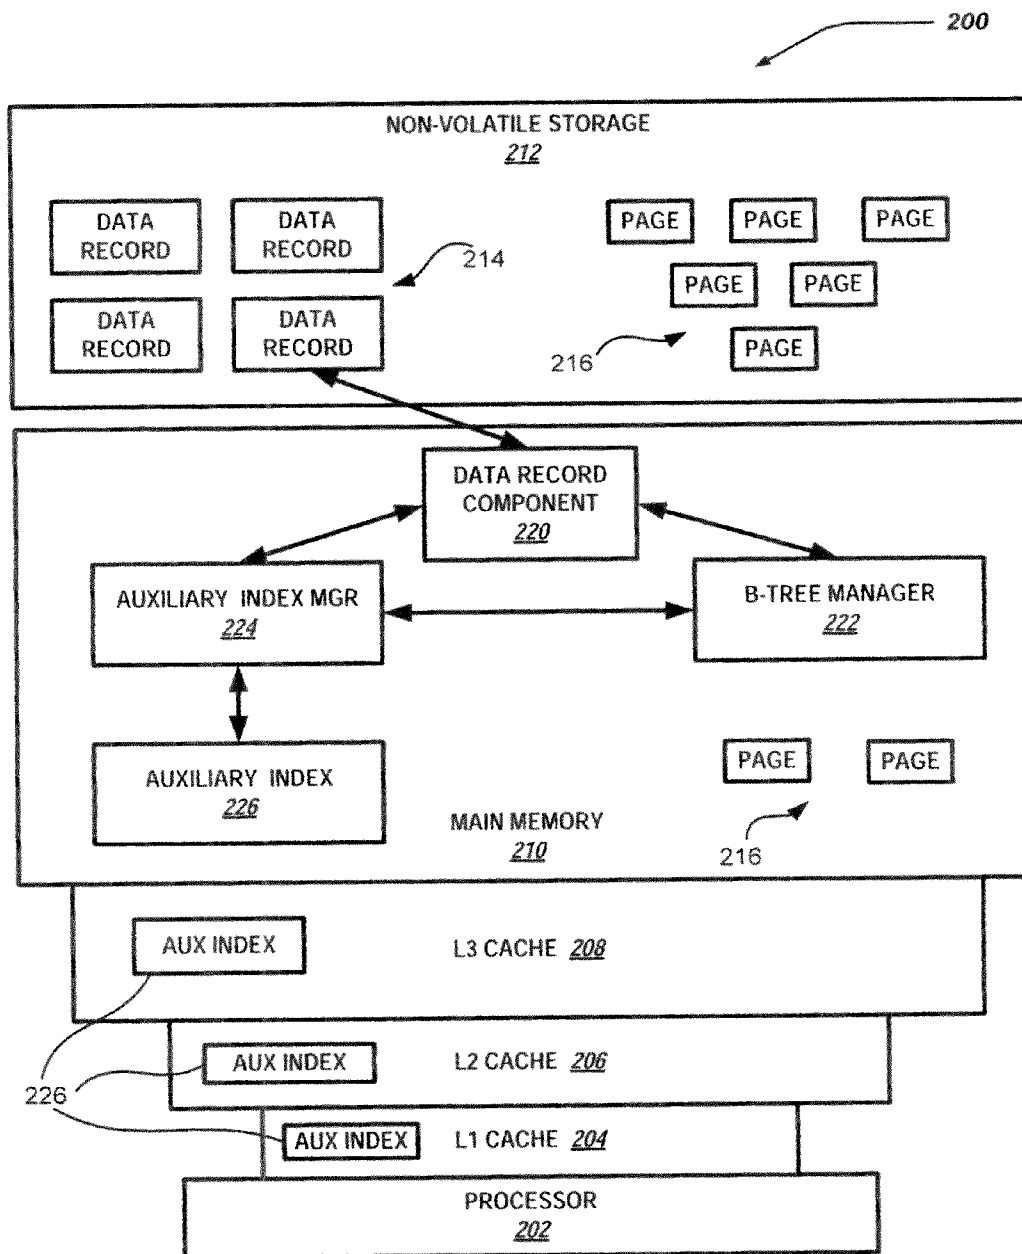 200
NON-VOLATILE STORAGE
212
DATA RECORD
DATA RECORD
PAGE PAGE PAGE
214
PAGE PAGE
DATA RECORD
DATA RECORD
216
PAGE
DATA RECORD
COMPONENT
220
AUXILIARY INDEX MGR
224
B-TREE MANAGER
222
AUXILIARY INDEX
226
PAGE PAGE
MAIN MEMORY
210
216
AUX INDEX
L3 CACHE 208
AUX INDEX
L2 CACHE 206
226
AUX INDEX
L1 CACHE 204
PROCESSOR
202